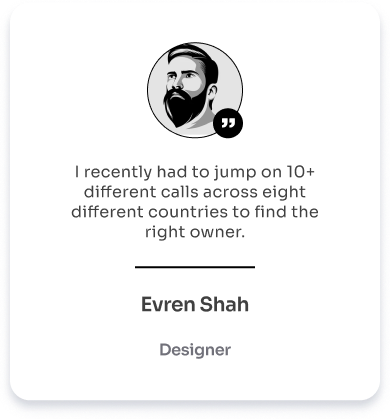 I recently had to jump on 10+
different calls across eight
different countries to find the
right owner.
Evren Shah
Designer